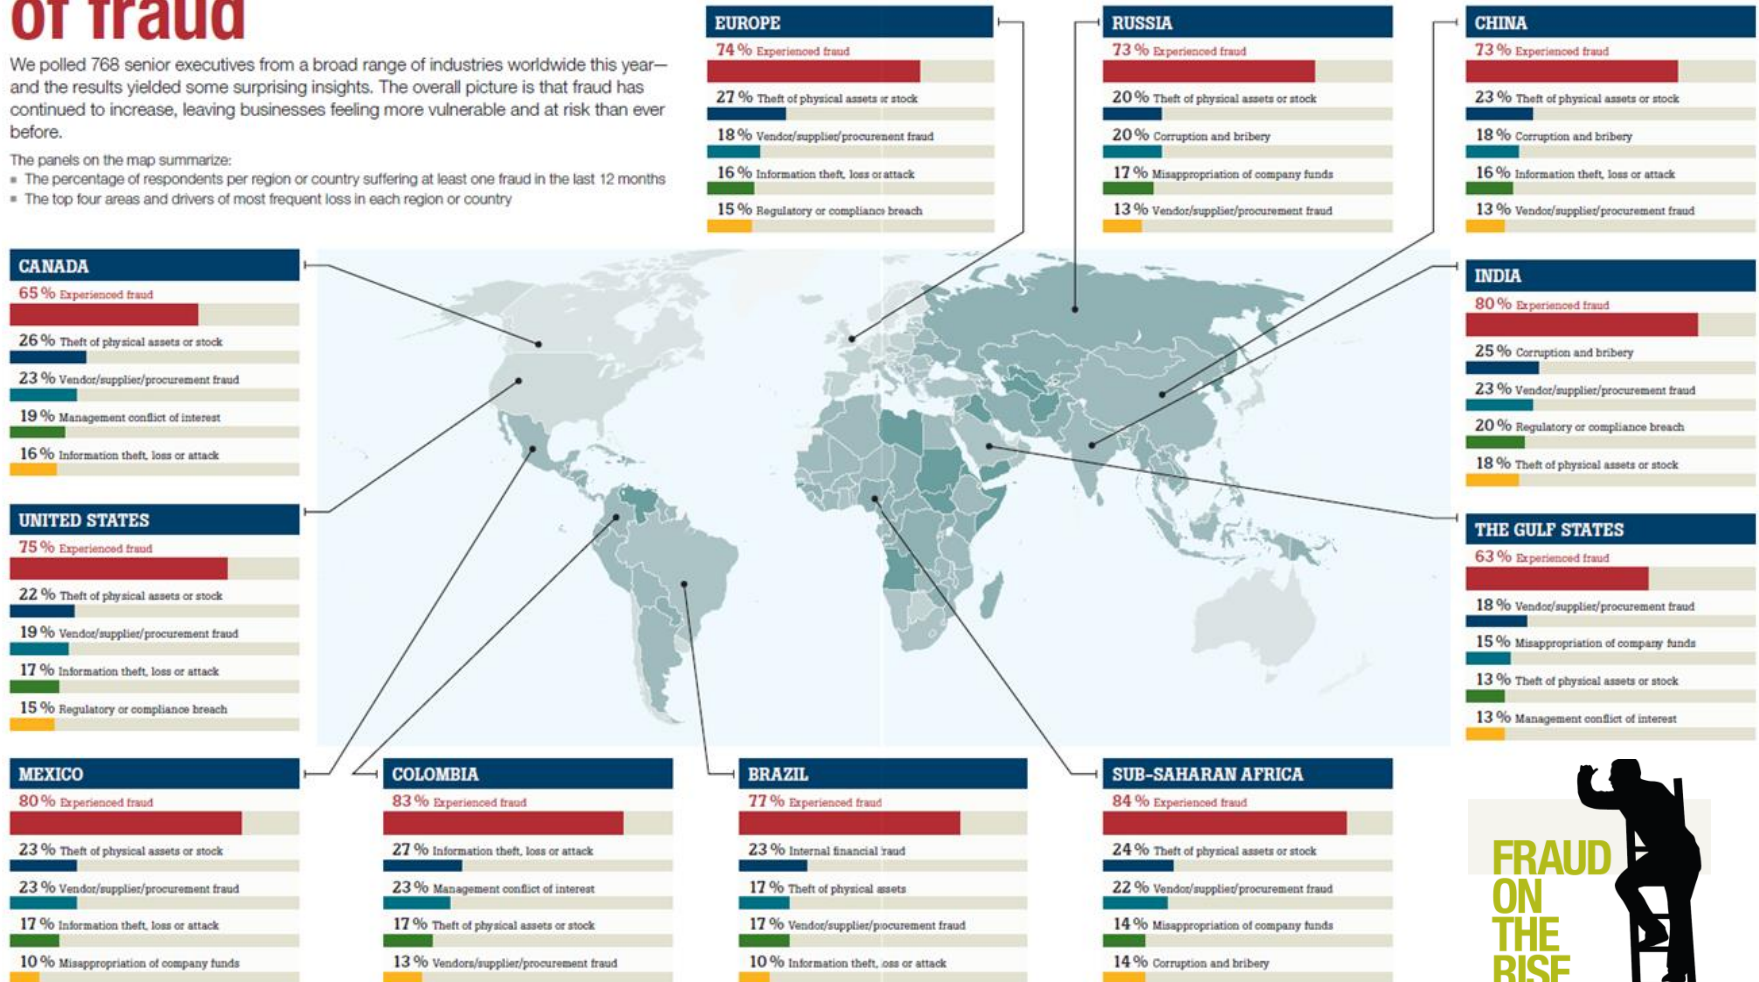 of fraud
We polled 768 senior executives from a broad range of industries worldwide this year—
and the results yielded some surprising insights. The overall picture is that fraud has
continued to increase, leaving businesses feeling more vulnerable and at risk than ever
before.
The panels on the map summarize:
The percentage of respondents per region or country suffering at least one fraud in the last 12 months
The top four areas and drivers of most frequent loss in each region or country
EUROPE
74% Experienced fraud
27% Theft of physical assets or stock
18% Vendor/supplier/procurement fraud
16% Information theft, loss or attack
15% Regulatory or compliance breach
RUSSIA
73% Experienced fraud
20% Theft of physical assets or stock
20% Corruption and bribery
17% Misappropriation of company funds
13% Vendor/supplier/procurement fraud
CHINA
73% Experienced fraud
23% Theft of physical assets or stock
18% Corruption and bribery
16% Information theft, loss or attack
13% Vendor/supplier/procurement fraud
CANADA
65% Experienced fraud
26% Theft of physical assets or stock
23% Vendor/supplier/procurement fraud
19% Management conflict of interest
16% Information theft, loss or attack
INDIA
80% Experienced fraud
25% Corruption and bribery
23% Vendor/supplier/procurement fraud
20% Regulatory or compliance breach
18% Theft of physical assets or stock
UNITED STATES
75% Experienced fraud
22% Theft of physical assets or stock
19% Vendor/supplier/procurement fraud
17% Information theft, loss or attack
15% Regulatory or compliance breach
THE GULF STATES
63% Experienced fraud
18% Vendor/supplier/procurement fraud
15% Misappropriation of company funds
13% Theft of physical assets or stock
13% Management conflict of interest
MEXICO
80% Experienced fraud
23% Theft of physical assets or stock
23% Vendor/supplier/procurement fraud
17% Information theft, loss or attack
10% Misappropriation of company funds
COLOMBIA
83% Experienced fraud
27% Information theft, loss or attack
23% Management conflict of interest
17% Theft of physical assets or stock
13% Vendors/supplier/procurement fraud
BRAZIL
77% Experienced fraud
23% Internal financial fraud
17% Theft of physical assets
17% Vendor/supplier/procurement fraud
10% Information theft, loss or attack
SUB-SAHARAN AFRICA
84% Experienced fraud
24% Theft of physical assets or stock
22% Vendor/supplier/procurement fraud
14% Misappropriation of company funds
14% Corruption and bribery
FRAUD
ON
THE
RISE